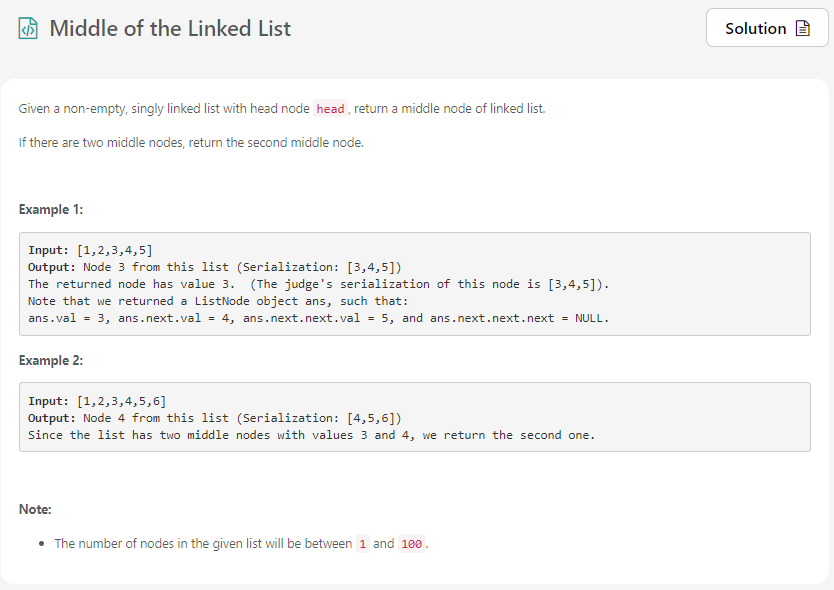 Middle of the Linked List
Solution
Given a non-empty, singly linked list with head node head, return a middle node of linked list.
If there are two middle nodes, return the second middle node.
Example 1:
Input: [1,2,3,4,5]
Output: Node 3 from this list (Serialization: [3,4,5])
The returned node has value 3.  (The judge's serialization of this node is [3,4,5]).
Note that we returned a ListNode object ans, such that:
ans.val = 3, ans.next.val = 4, ans.next.next.val = 5, and ans.next.next.next = NULL.
Example 2:
Input: [1,2,3,4,5,6]
Output: Node 4 from this list (Serialization: [4,5,6])
Since the list has two middle nodes with values 3 and 4, we return the second one.
Note:
• The number of nodes in the given list will be between 1 and 100.